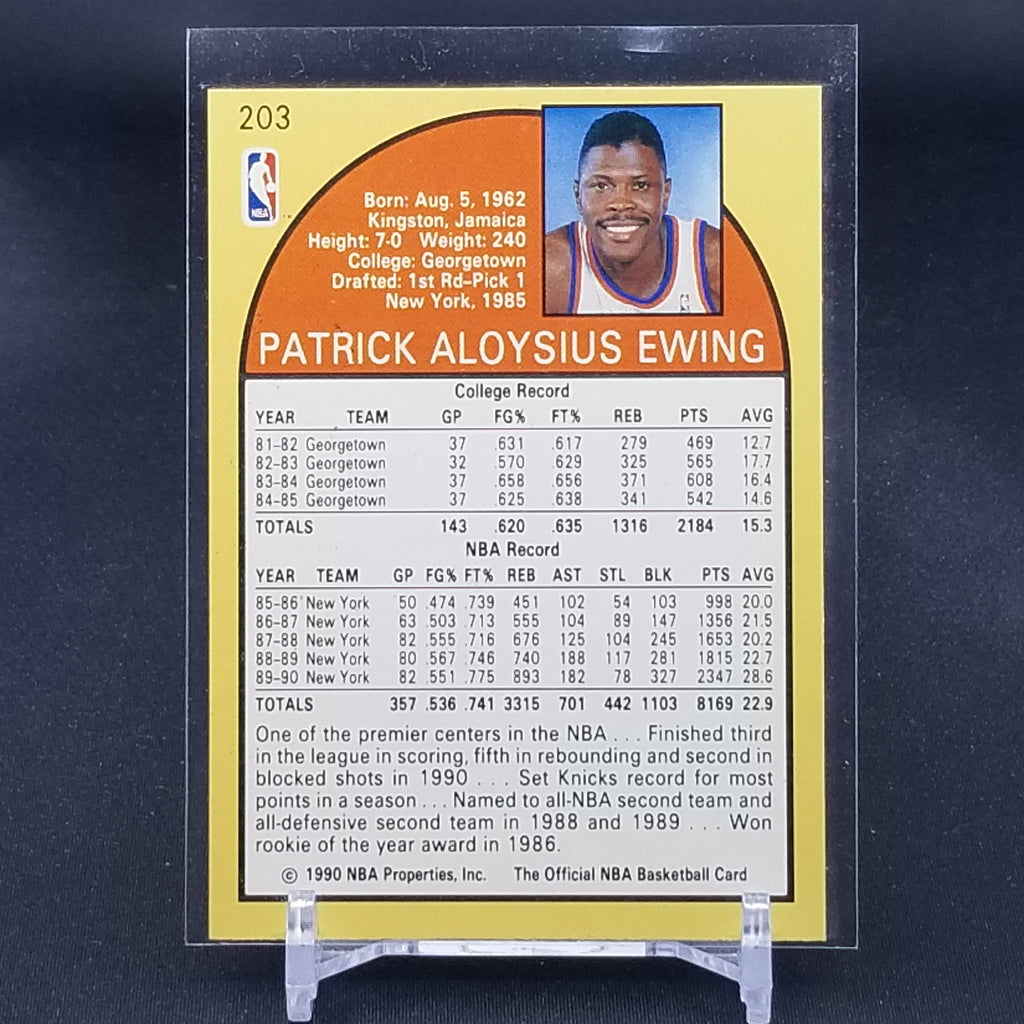 203
NBA
Born: Aug. 5, 1962
Kingston, Jamaica
Height: 7-0 Weight: 240
College: Georgetown
Drafted: 1st Rd–Pick 1
New York, 1985
PATRICK ALOYSIUS EWING
College Record
YEAR TEAM GP FG% FT% REB PTS AVG
81–82 Georgetown 37 .631 .617 279 469 12.7
82–83 Georgetown 32 .570 .629 325 565 17.7
83–84 Georgetown 37 .658 .656 371 608 16.4
84–85 Georgetown 37 .625 .638 341 542 14.6
TOTALS 143 .620 .635 1316 2184 15.3
NBA Record
YEAR TEAM GP FG% FT% REB AST STL BLK PTS AVG
85–86 New York 50 .474 .739 451 102 54 103 998 20.0
86–87 New York 63 .503 .713 555 104 89 147 1356 21.5
87–88 New York 82 .555 .716 676 125 104 245 1653 20.2
88–89 New York 80 .567 .746 740 188 117 281 1815 22.7
89–90 New York 82 .551 .775 893 182 78 327 2347 28.6
TOTALS 357 .536 .741 3315 701 442 1103 8169 22.9
One of the premier centers in the NBA . . . Finished third
in the league in scoring, fifth in rebounding and second in
blocked shots in 1990 . . . Set Knicks record for most
points in a season . . . Named to all-NBA second team and
all-defensive second team in 1988 and 1989 . . . Won
rookie of the year award in 1986.
© 1990 NBA Properties, Inc. The Official NBA Basketball Card